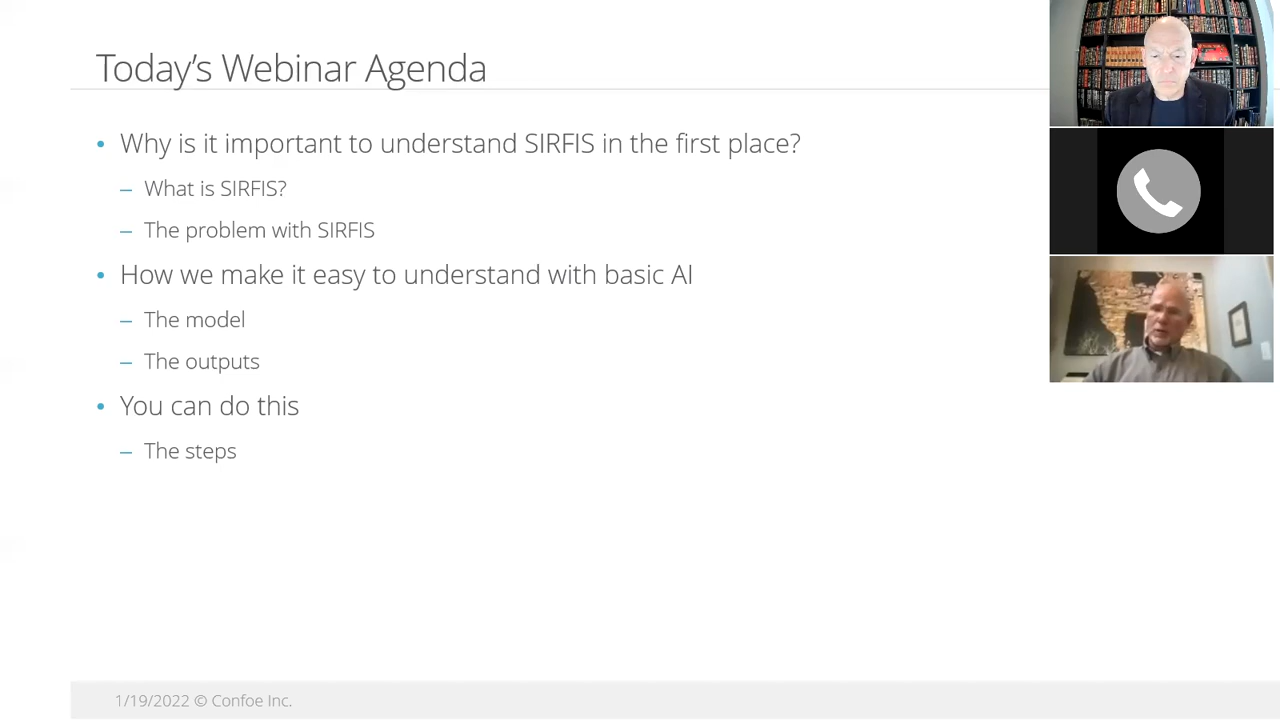 Today's Webinar Agenda
• Why is it important to understand SIRFIS in the first place?
– What is SIRFIS?
– The problem with SIRFIS
• How we make it easy to understand with basic AI
– The model
– The outputs
• You can do this
– The steps
1/19/2022 © Confoe Inc.